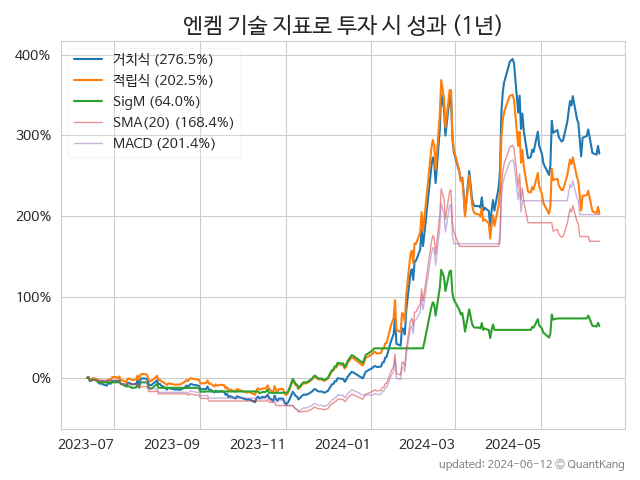 엔켐 기술 지표로 투자 시 성과 (1년)
거치식 (276.5%)
적립식 (202.5%)
SigM (64.0%)
SMA(20) (168.4%)
MACD (201.4%)
400%
300%
200%
100%
0%
2023-07 2023-09 2023-11 2024-01 2024-03 2024-05
updated: 2024-06-12 © QuantKang